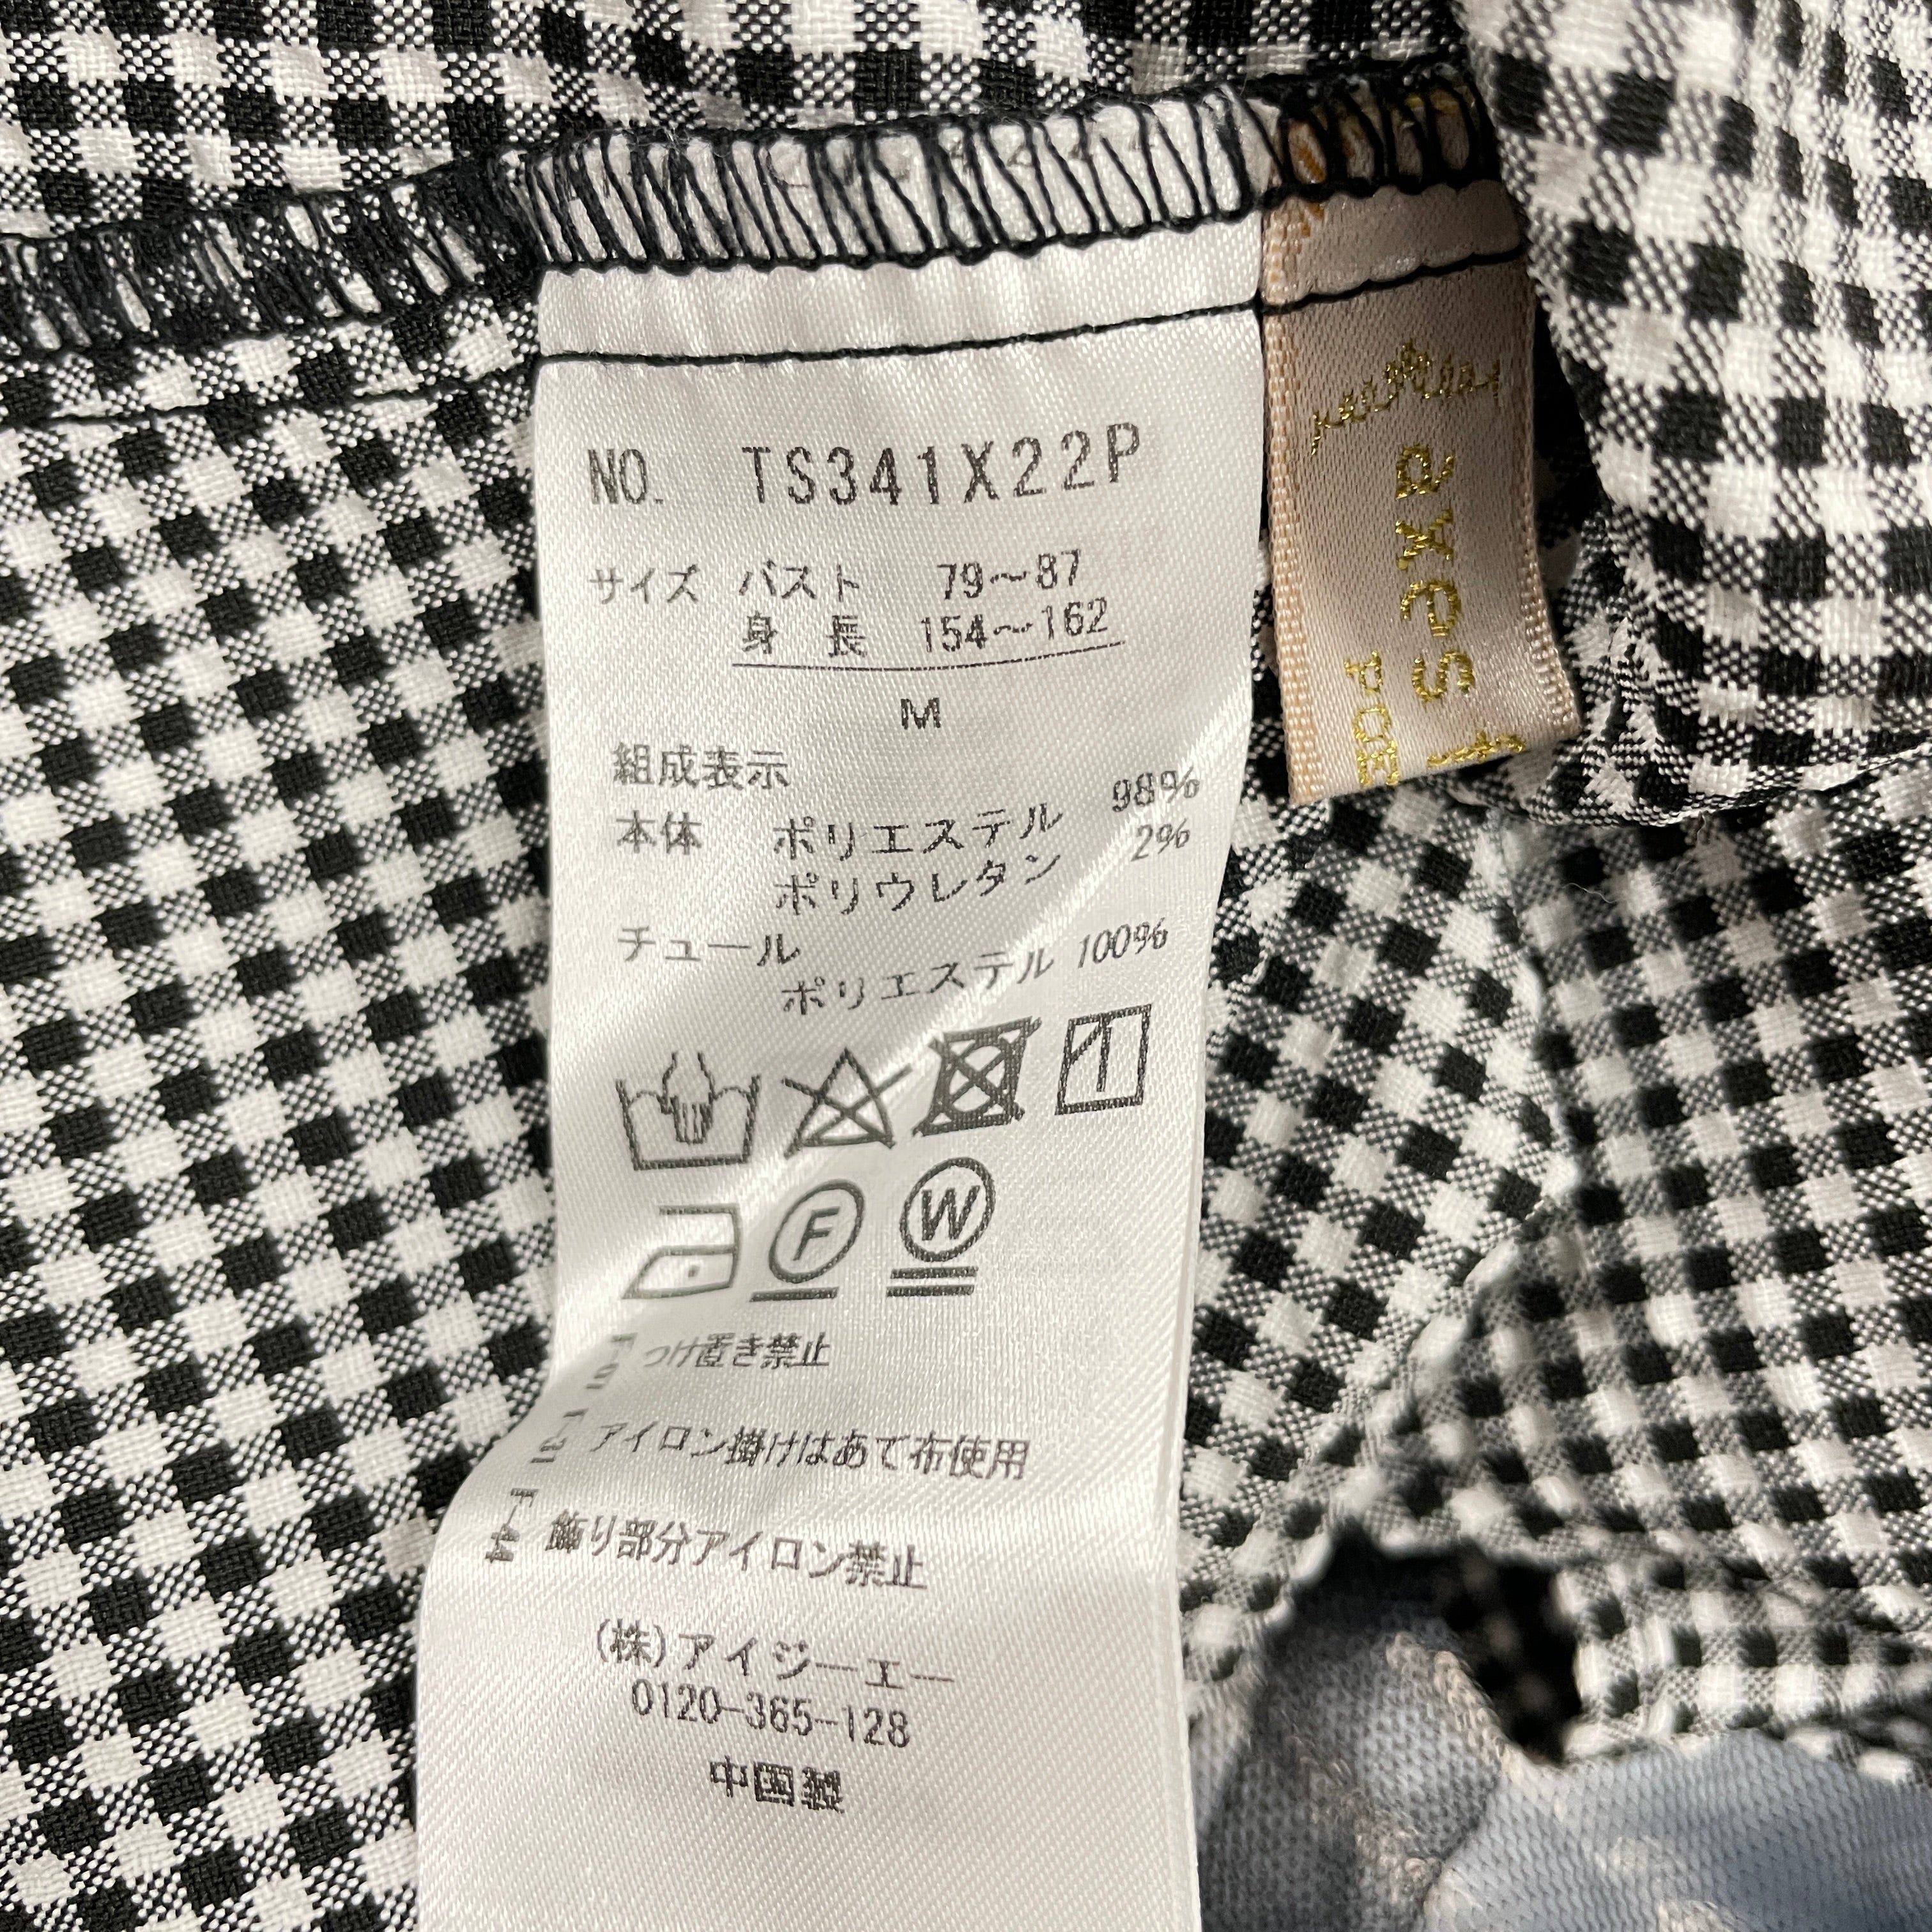 NO. TS341X22P
サイズ バスト 79～87
身 長 154～162
M
組成表示
本体 ポリエステル 98%
ポリウレタン 2%
チュール
ポリエステル 100%
F
W
つけ置き禁止
アイロン掛けはあて布使用
飾り部分アイロン禁止
(株)アイジーエー
0120-365-128
中国製
axes
POE